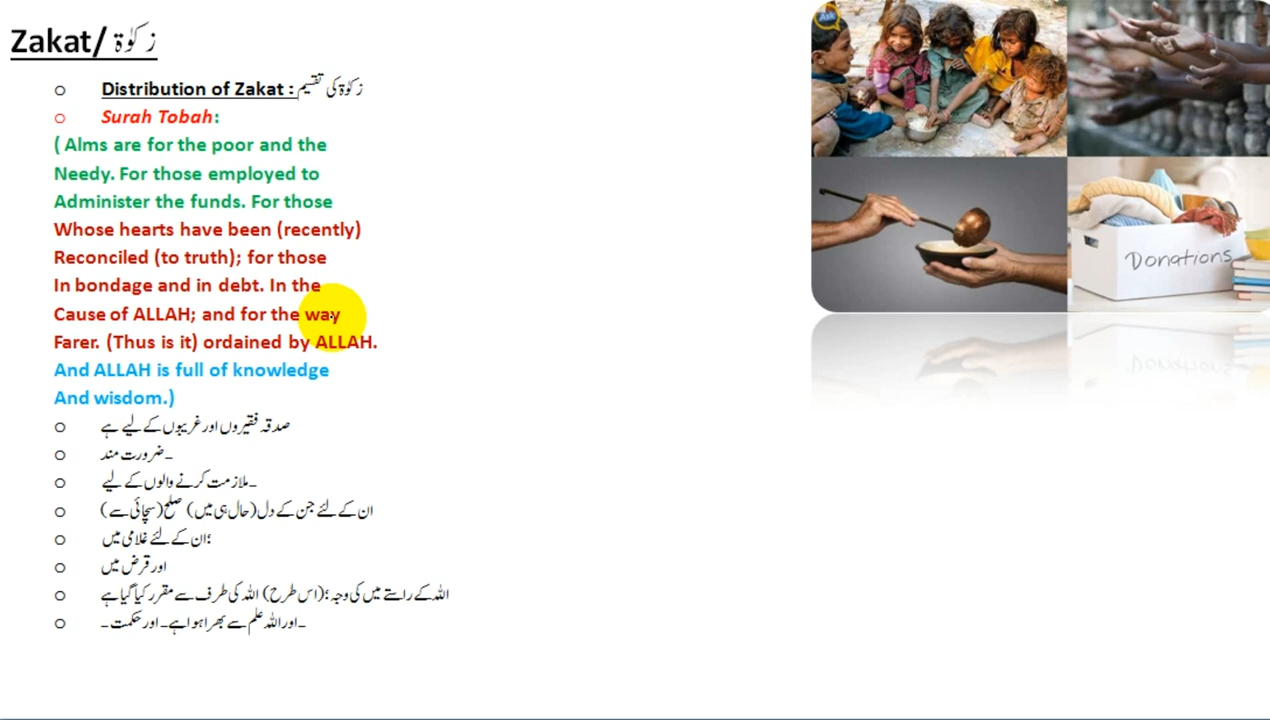 Zakat/ زکوٰۃ
Distribution of Zakat : زکوٰۃ کی تقسیم
Surah Tobah:
( Alms are for the poor and the
Needy. For those employed to
Administer the funds. For those
Whose hearts have been (recently)
Reconciled (to truth); for those
In bondage and in debt. In the
Cause of ALLAH; and for the way
Farer. (Thus is it) ordained by ALLAH.
And ALLAH is full of knowledge
And wisdom.)
صدقہ فقیروں اور غریبوں کے لیے ہے
ضرورت مند۔
ملازمت کرنے والوں کے لیے۔
ان کے لئے جن کے دل (حال ہی میں) صلح (سچائی سے)
ان کے لئے غلامی میں؛
اور قرض میں
اللہ کے راستے میں کی وجہ؛ (اس طرح) اللہ کی طرف سے مقرر کیا گیا ہے
۔اور اللہ علم سے بھرا ہوا ہے۔ اور حکمت۔
Ask
Donations